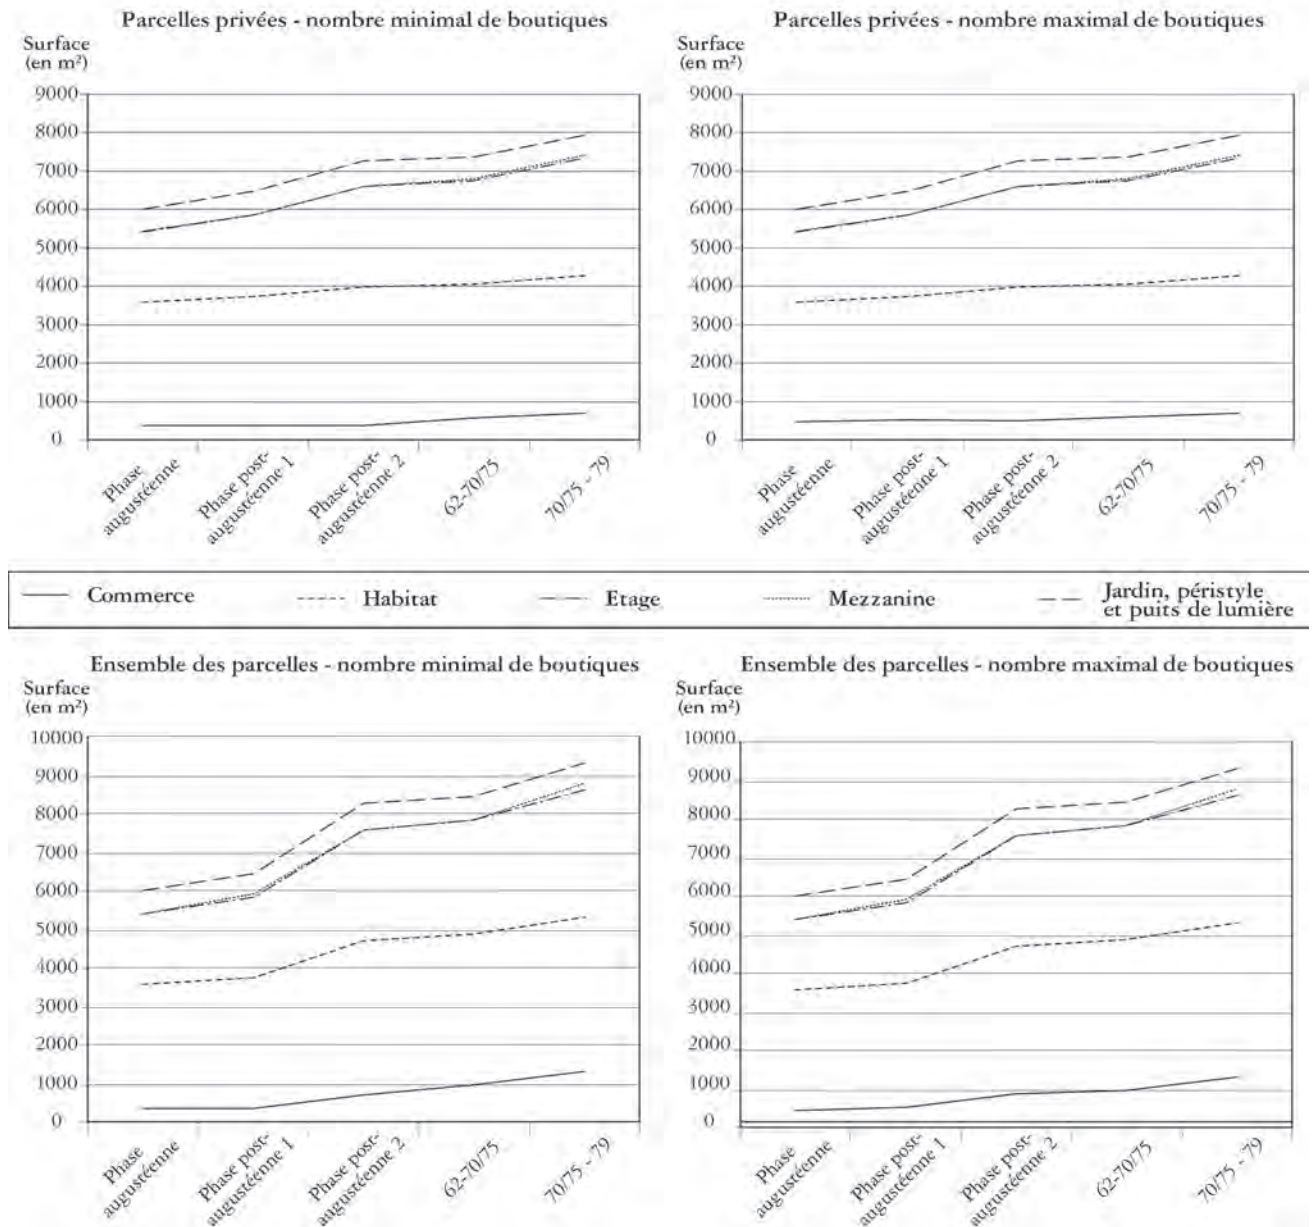 Parcelles privées - nombre minimal de boutiques
Surface
(en m²)
9000
8000
7000
6000
5000
4000
3000
2000
1000
0
Phase
augustéenne
Phase post-
augustéenne 1
Phase post-
augustéenne 2
62-70/75
70/75 - 79
Parcelles privées - nombre maximal de boutiques
Surface
(en m²)
9000
8000
7000
6000
5000
4000
3000
2000
1000
0
Phase
augustéenne
Phase post-
augustéenne 1
Phase post-
augustéenne 2
62-70/75
70/75 - 79
Commerce
Habitat
Etage
Mezzanine
Jardin, péristyle
et puits de lumière
Ensemble des parcelles - nombre minimal de boutiques
Surface
(en m²)
10000
9000
8000
7000
6000
5000
4000
3000
2000
1000
0
Phase
augustéenne
Phase post-
augustéenne 1
Phase post-
augustéenne 2
62-70/75
70/75 - 79
Ensemble des parcelles - nombre maximal de boutiques
Surface
(en m²)
10000
9000
8000
7000
6000
5000
4000
3000
2000
1000
0
Phase
augustéenne
Phase post-
augustéenne 1
Phase post-
augustéenne 2
62-70/75
70/75 - 79